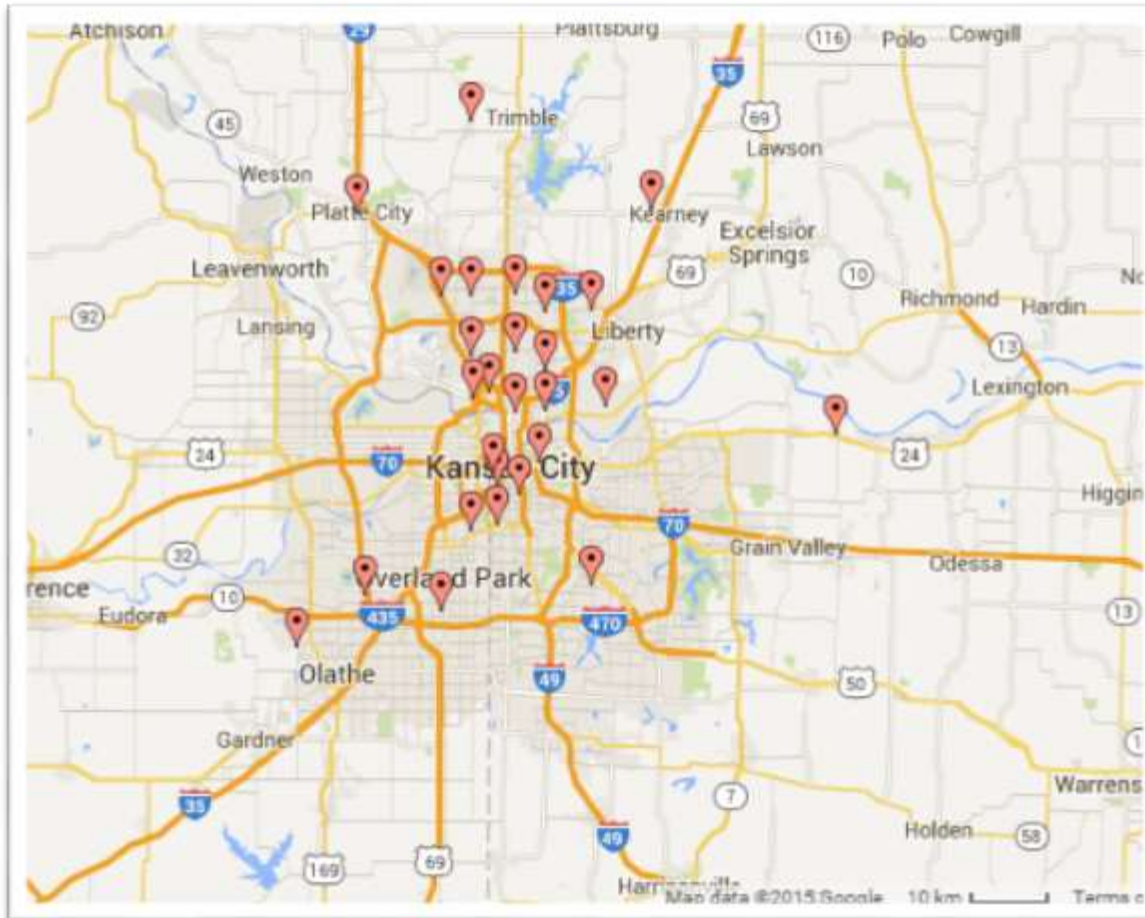 Atchison
29
Plattsburg
116
Polo
Cowgill
35
45
Trimble
69
Lawson
Weston
Platte City
Kearney
Excelsior
Springs
Leavenworth
69
10
35
Richmond
Hardin
92
Lansing
Liberty
13
Lexington
24
70
Kansas City
24
Higgin
70
Grain Valley
Odessa
32
rence
Eudora
10
Overland Park
435
470
13
Olathe
49
50
Gardner
35
7
Warrens
49
Holden
58
169
69
Harrisonville
Map data ©2015 Google
10 km
Terms o